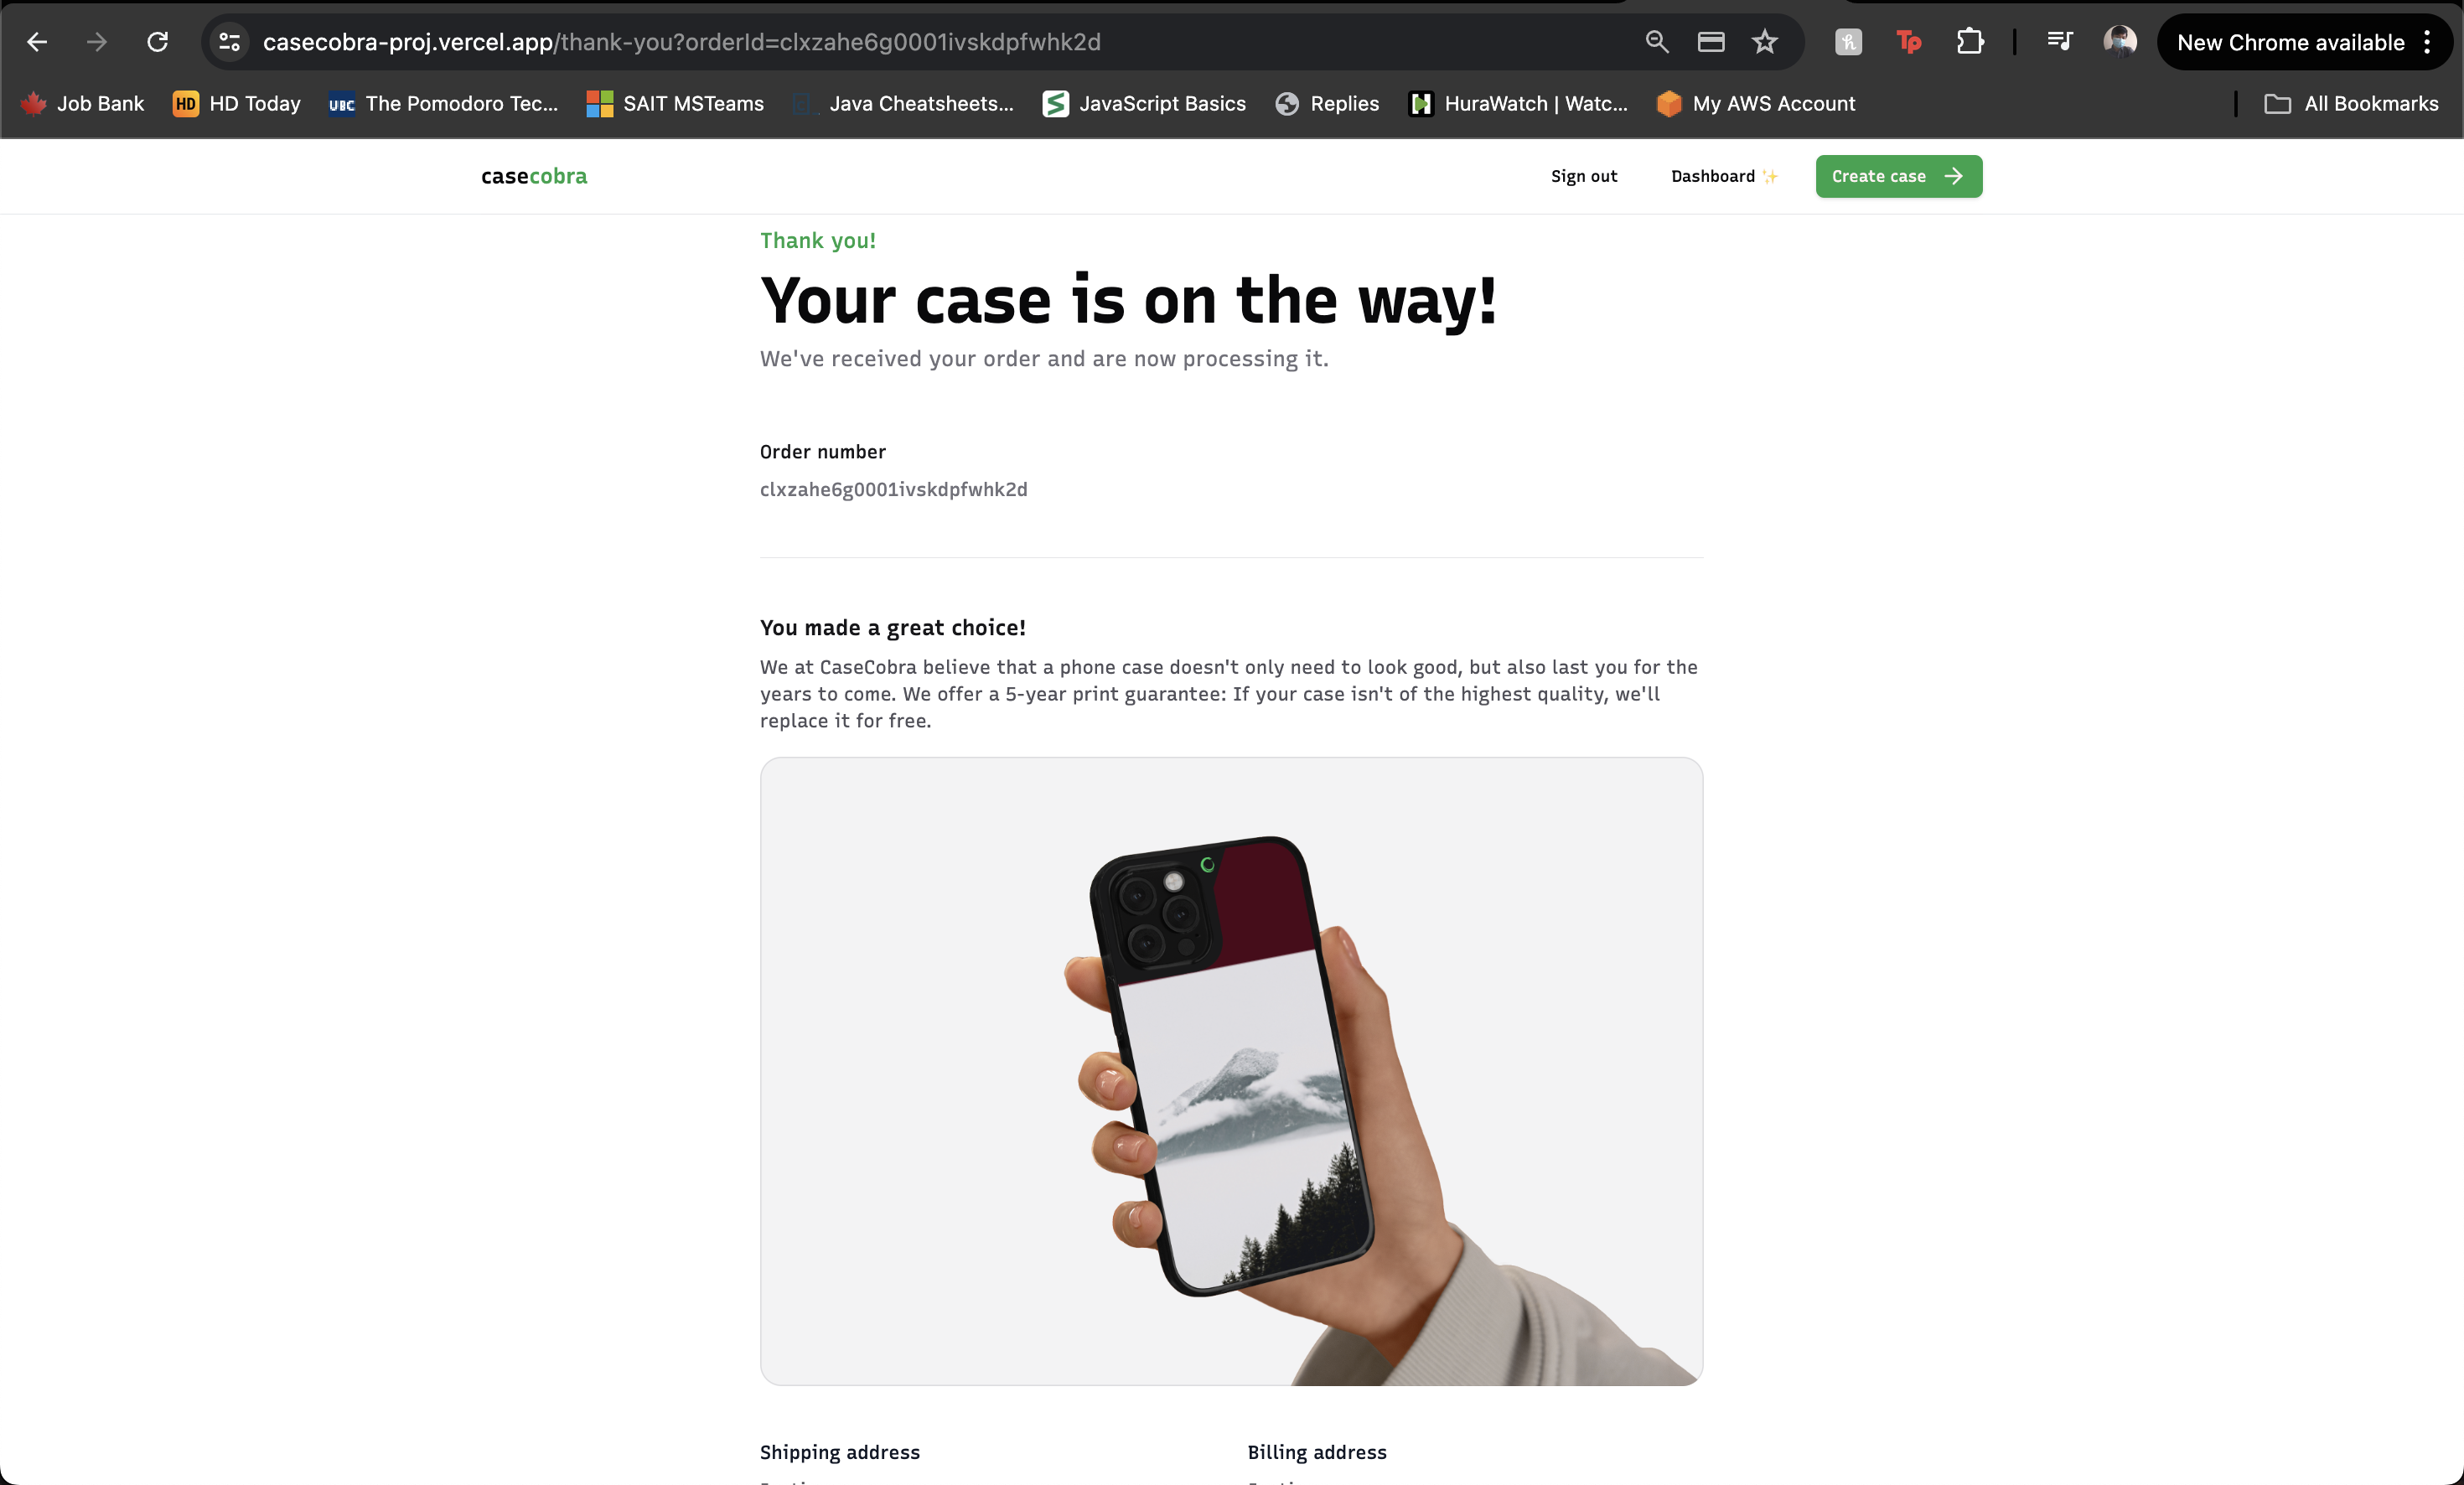 casecobra-proj.vercel.app/thank-you?orderId=clxzahe6g0001ivskdpfwhk2d
New Chrome available
Job Bank
HD HD Today
UBC The Pomodoro Tec...
SAIT MSTeams
Java Cheatsheets...
JavaScript Basics
Replies
HuraWatch | Watc...
My AWS Account
All Bookmarks
casecobra
Sign out
Dashboard ✨
Create case →
Thank you!
Your case is on the way!
We've received your order and are now processing it.
Order number
clxzahe6g0001ivskdpfwhk2d
You made a great choice!
We at CaseCobra believe that a phone case doesn't only need to look good, but also last you for the
years to come. We offer a 5-year print guarantee: If your case isn't of the highest quality, we'll
replace it for free.
Shipping address
Billing address